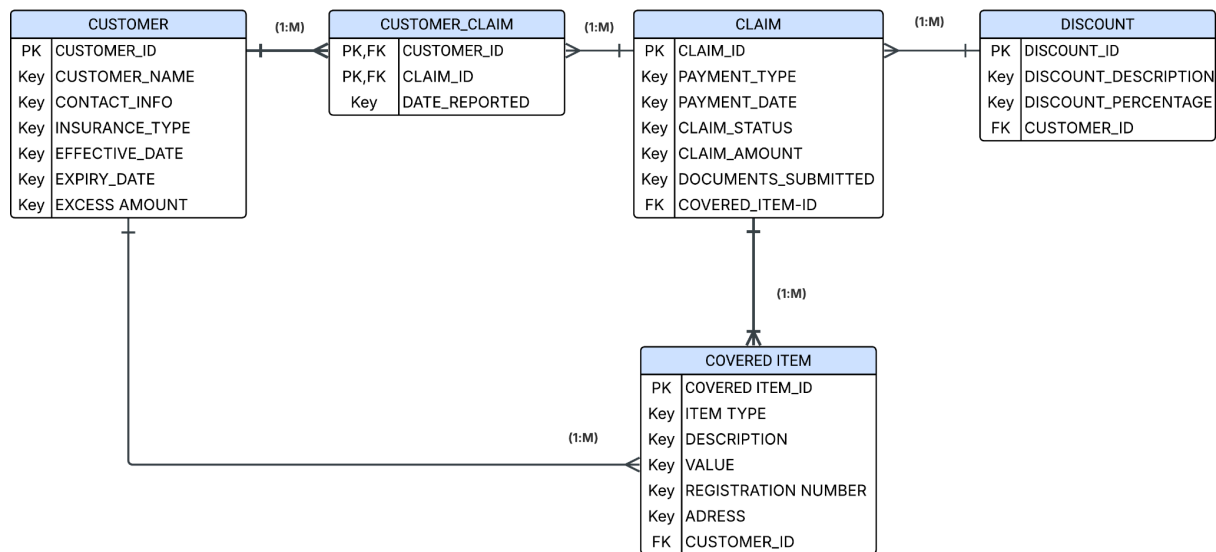 CUSTOMER
PK CUSTOMER_ID
Key CUSTOMER_NAME
Key CONTACT_INFO
Key INSURANCE_TYPE
Key EFFECTIVE_DATE
Key EXPIRY_DATE
Key EXCESS AMOUNT
(1:M)
CUSTOMER_CLAIM
PK,FK CUSTOMER_ID
PK,FK CLAIM_ID
Key DATE_REPORTED
(1:M)
CLAIM
PK CLAIM_ID
Key PAYMENT_TYPE
Key PAYMENT_DATE
Key CLAIM_STATUS
Key CLAIM_AMOUNT
Key DOCUMENTS_SUBMITTED
FK COVERED_ITEM-ID
(1:M)
DISCOUNT
PK DISCOUNT_ID
Key DISCOUNT_DESCRIPTION
Key DISCOUNT_PERCENTAGE
FK CUSTOMER_ID
(1:M)
(1:M)
COVERED ITEM
PK COVERED ITEM_ID
Key ITEM TYPE
Key DESCRIPTION
Key VALUE
Key REGISTRATION NUMBER
Key ADRESS
FK CUSTOMER_ID